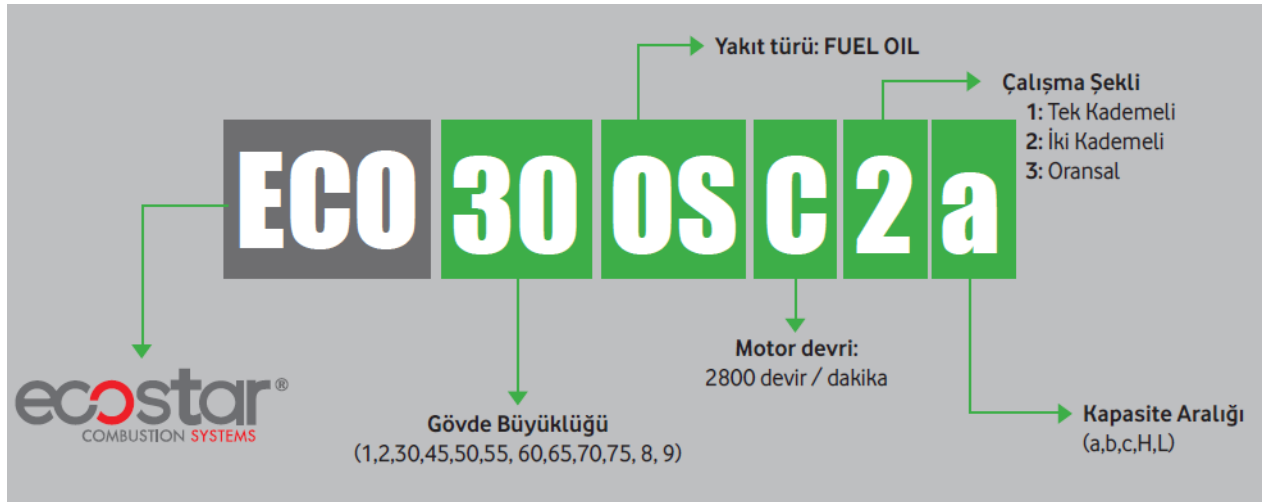 Yakıt türü: FUEL OIL
Çalışma Şekli
1: Tek Kademeli
2: İki Kademeli
3: Oransal
ECO 30 OS C 2 a
Motor devri:
2800 devir / dakika
ecostar®
COMBUSTION SYSTEMS
Gövde Büyüklüğü
(1,2,30,45,50,55, 60,65,70,75, 8, 9)
Kapasite Aralığı
(a,b,c,H,L)